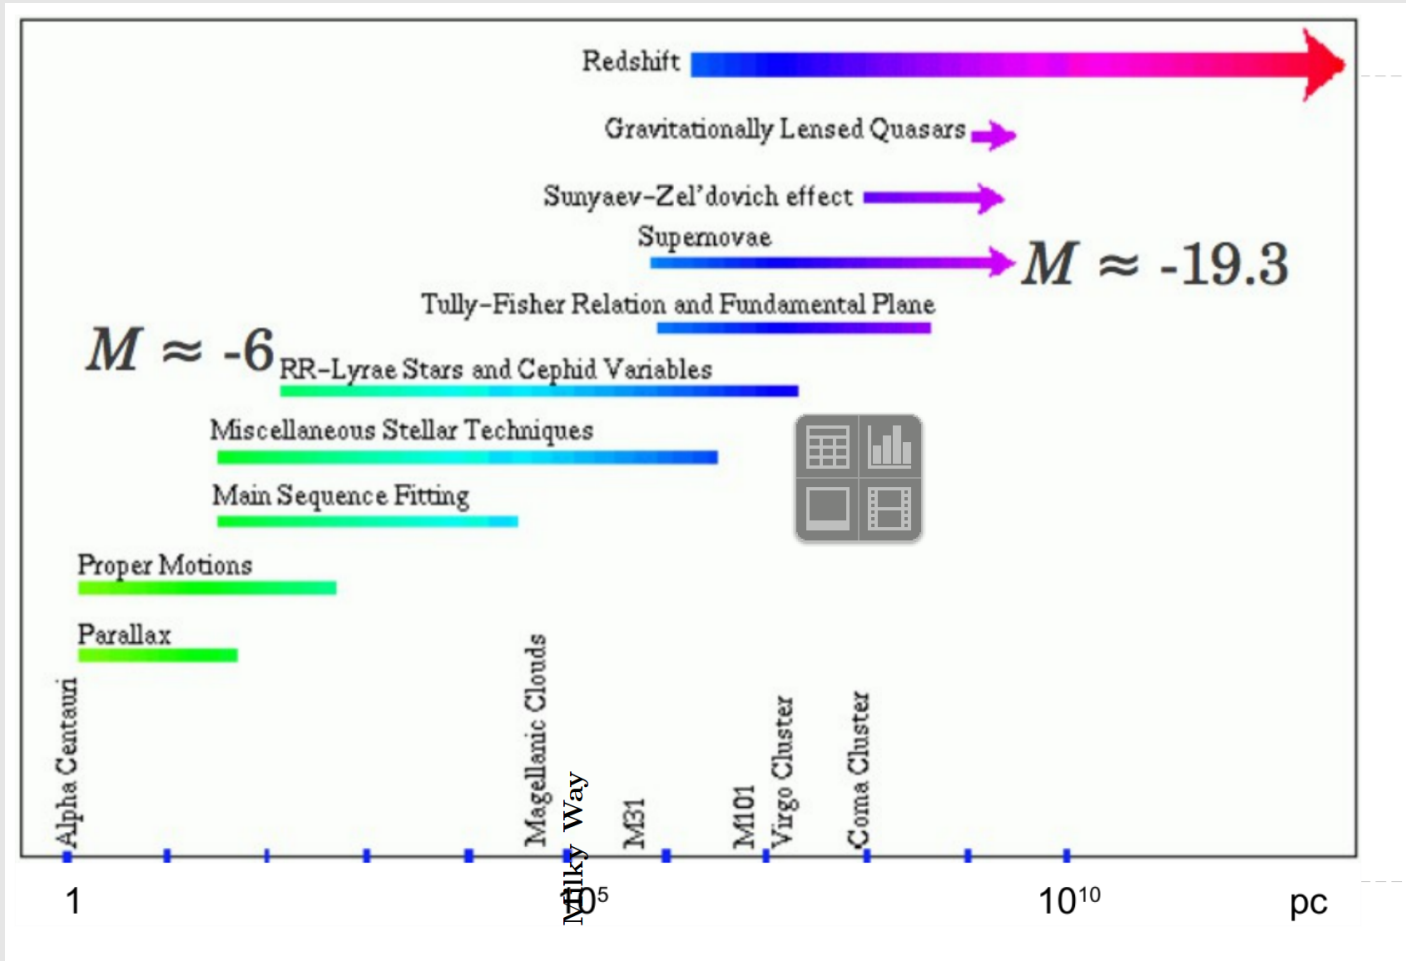 Redshift
Gravitationally Lensed Quasars
Sunyaev-Zel'dovich effect
Supernovae
M ≈ -19.3
Tully-Fisher Relation and Fundamental Plane
M ≈ -6
RR-Lyrae Stars and Cephid Variables
Miscellaneous Stellar Techniques
Main Sequence Fitting
Proper Motions
Parallax
Alpha Centauri
Magellanic Clouds
Milky Way
M31
M101
Virgo Cluster
Coma Cluster
1
10⁵
10¹⁰
pc